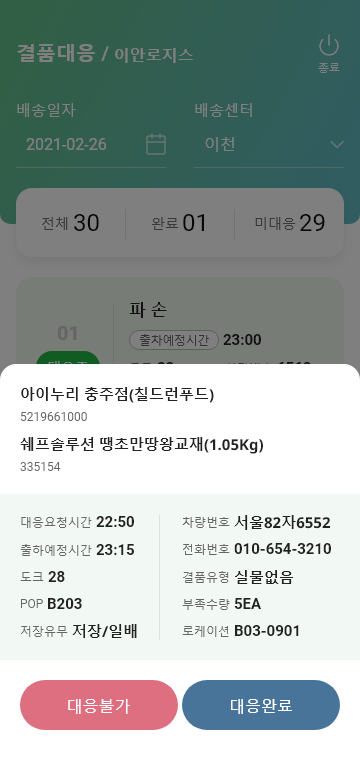 결품대응 / 이안로지스
종료
배송일자 배송센터
2021-02-26 이천
전체 30 완료 01 미대응 29
파 손
01
출차예정시간 23:00
아이누리 충주점(칠드런푸드)
5219661000
쉐프솔루션 땡초만땅왕교재(1.05Kg)
335154
대응요청시간 22:50 차량번호 서울82자6552
출하예정시간 23:15 전화번호 010-654-3210
도크 28 결품유형 실물없음
POP B203 부족수량 5EA
저장유무 저장/일배 로케이션 B03-0901
대응불가 대응완료